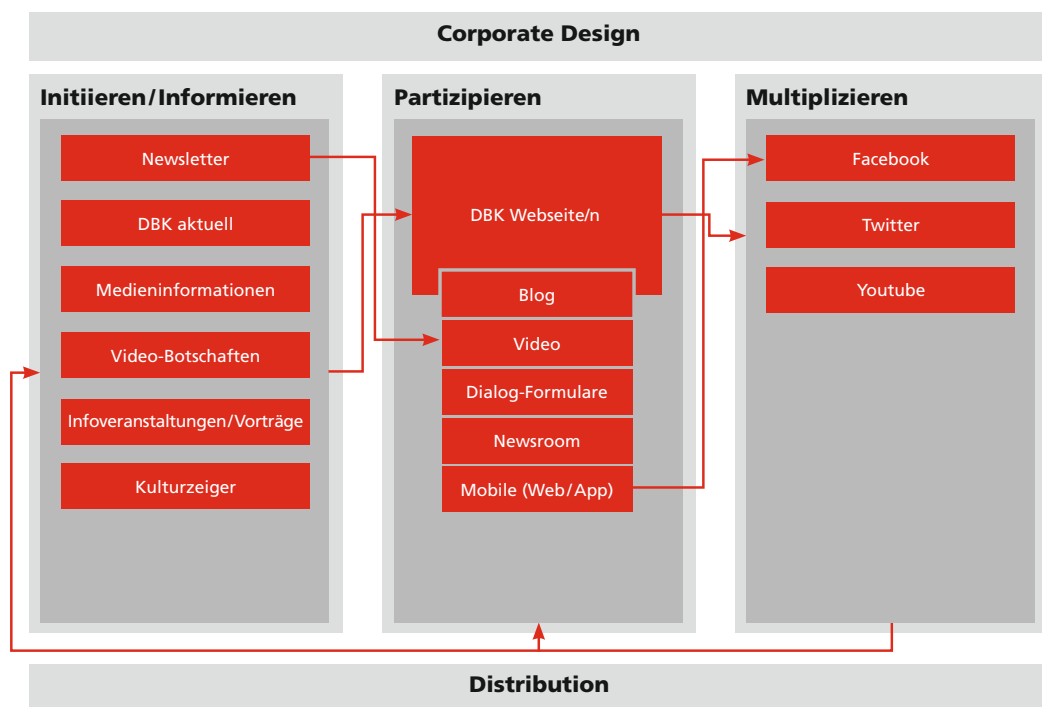 Corporate Design
Initiieren/Informieren
Newsletter
DBK aktuell
Medieninformationen
Video-Botschaften
Infoveranstaltungen/Vorträge
Kulturzeiger
Partizipieren
DBK Webseite/n
Blog
Video
Dialog-Formulare
Newsroom
Mobile (Web/App)
Multiplizieren
Facebook
Twitter
Youtube
Distribution